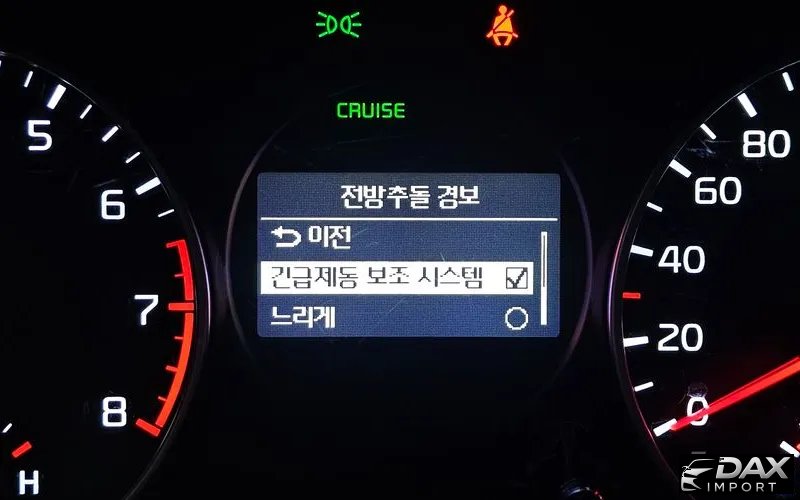 CRUISE
5
6
7
8
H
전방추돌 경보
이전
긴급제동 보조 시스템
느리게
80
60
40
20
0
DAX
IMPORT